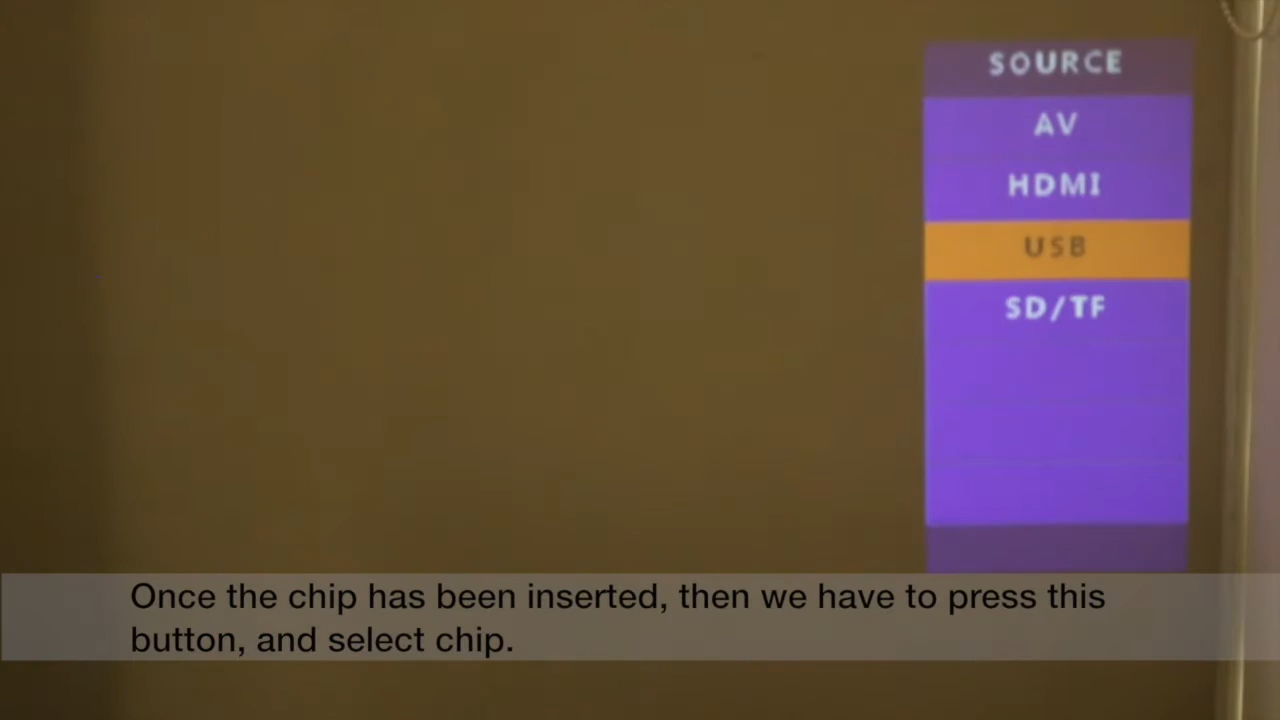 SOURCE
AV
HDMI
USB
SD/TF
Once the chip has been inserted, then we have to press this
button, and select chip.